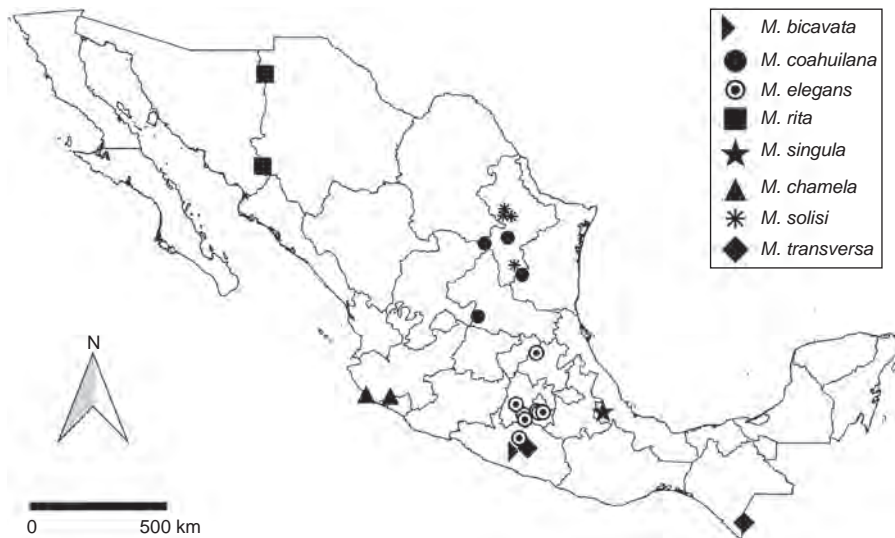 M. bicavata
M. coahuilana
M. elegans
M. rita
M. singula
M. chamela
M. solisi
M. transversa
N
0 500 km